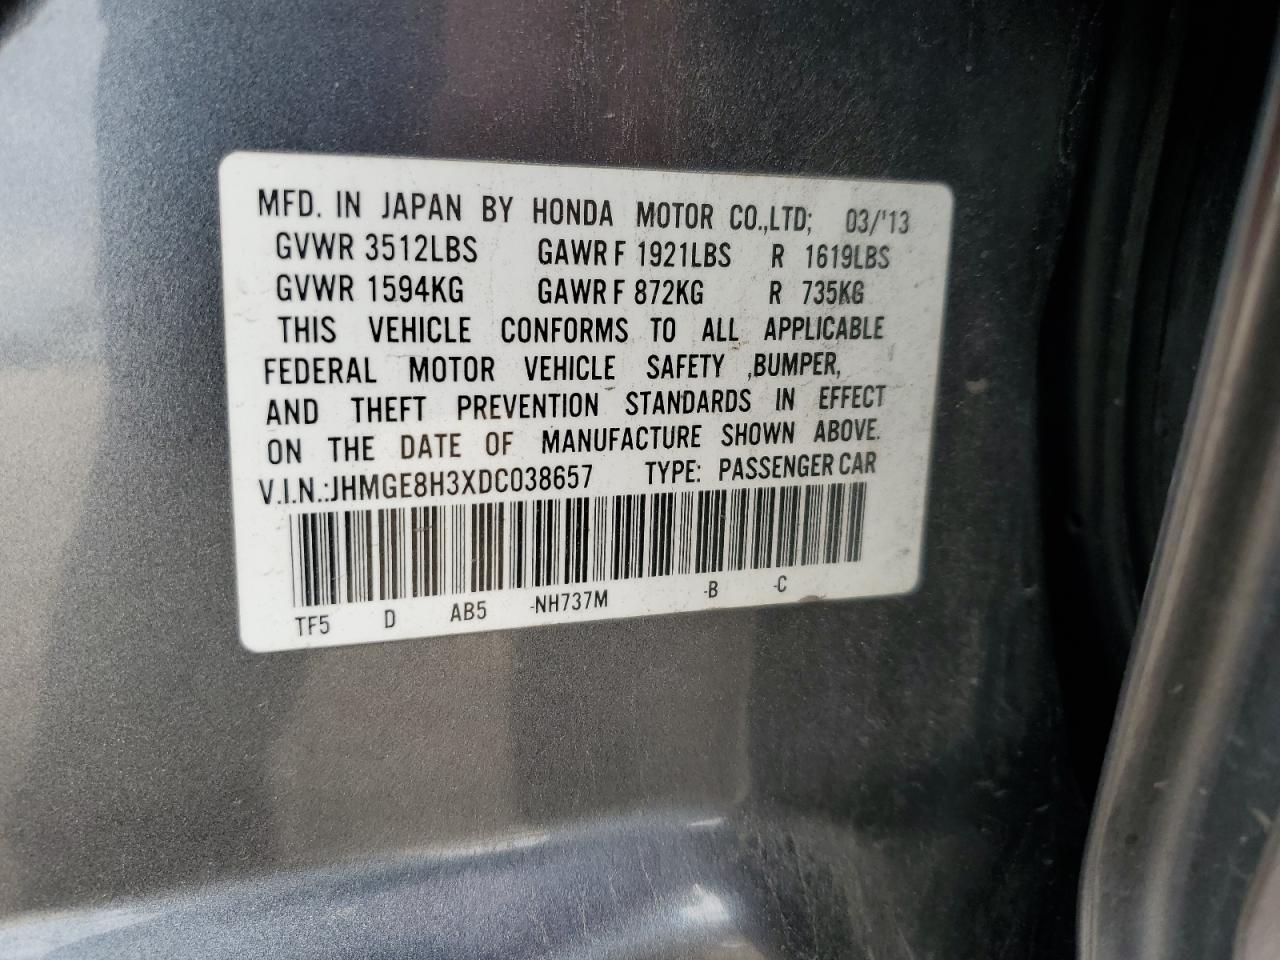 MFD. IN JAPAN BY HONDA MOTOR CO.,LTD; 03/'13
GVWR 3512LBS GAWR F 1921LBS R 1619LBS
GVWR 1594KG GAWR F 872KG R 735KG
THIS VEHICLE CONFORMS TO ALL APPLICABLE
FEDERAL MOTOR VEHICLE SAFETY ,BUMPER,
AND THEFT PREVENTION STANDARDS IN EFFECT
ON THE DATE OF MANUFACTURE SHOWN ABOVE.
V.I.N.:JHMGE8H3XDC038657 TYPE: PASSENGER CAR
TF5 D AB5 -NH737M -B -C